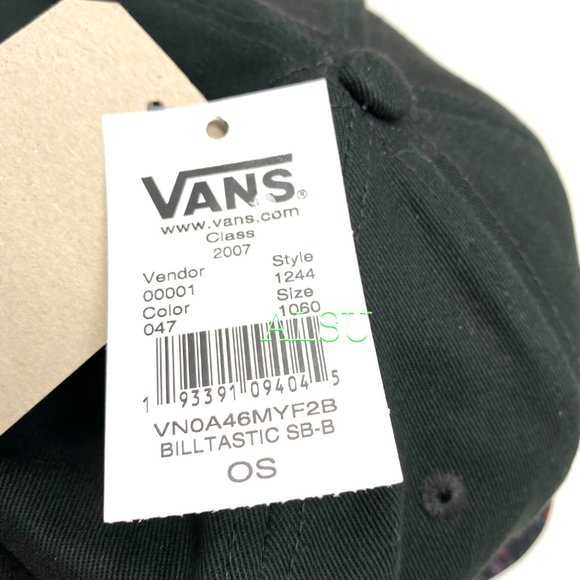 VANS®
www.vans.com
Class
2007
Vendor Style
00001 1244
Color Size
047 1060
ALSU
1 93391 09404 5
VN0A46MYF2B
BILLTASTIC SB-B
OS